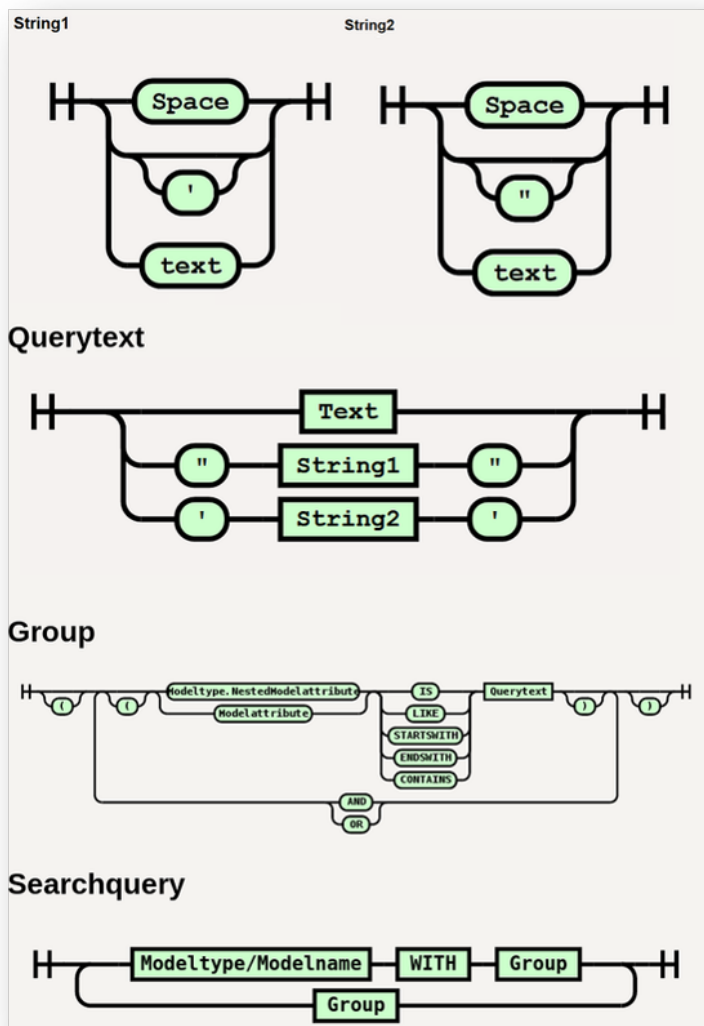 String1 String2
Space Space
' "
text text
Querytext
Text
" String1 "
' String2 '
Group
Modeltype.NestedModelattribute IS Querytext
( ( Modelattribute LIKE ) )
STARTSWITH
ENDSWITH
CONTAINS
AND
OR
Searchquery
Modeltype/Modelname WITH Group
Group